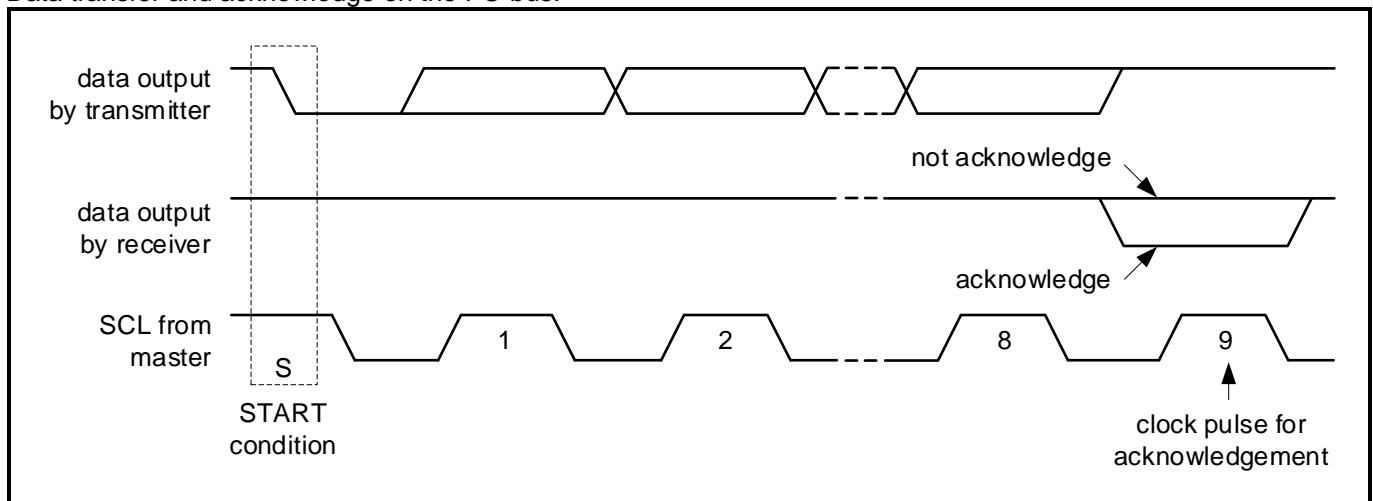 data output
by transmitter
not acknowledge
data output
by receiver
acknowledge
SCL from
master
1
2
8
9
S
START
condition
clock pulse for
acknowledgement